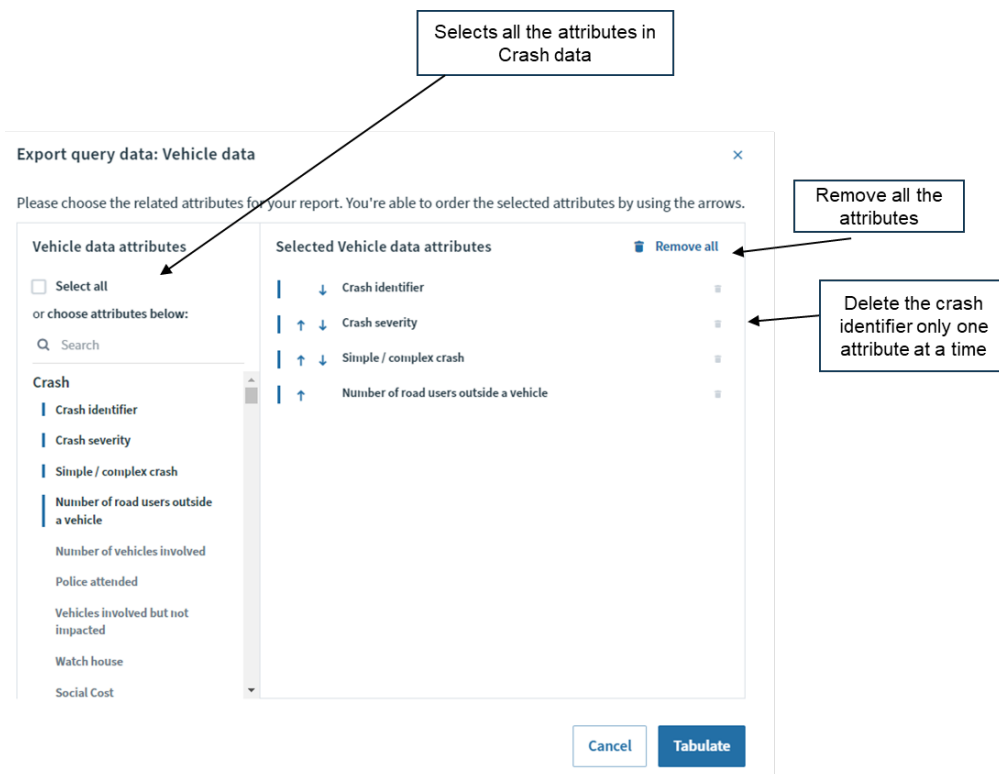 Selects all the attributes in
Crash data
Export query data: Vehicle data
Please choose the related attributes for your report. You're able to order the selected attributes by using the arrows.
Remove all the
attributes
Vehicle data attributes
Selected Vehicle data attributes
Remove all
Select all
or choose attributes below:
Search
Crash identifier
Crash severity
Simple / complex crash
Number of road users outside a vehicle
Delete the crash
identifier only one
attribute at a time
Crash
Crash identifier
Crash severity
Simple / complex crash
Number of road users outside
a vehicle
Number of vehicles involved
Police attended
Vehicles involved but not
impacted
Watch house
Social Cost
Cancel
Tabulate